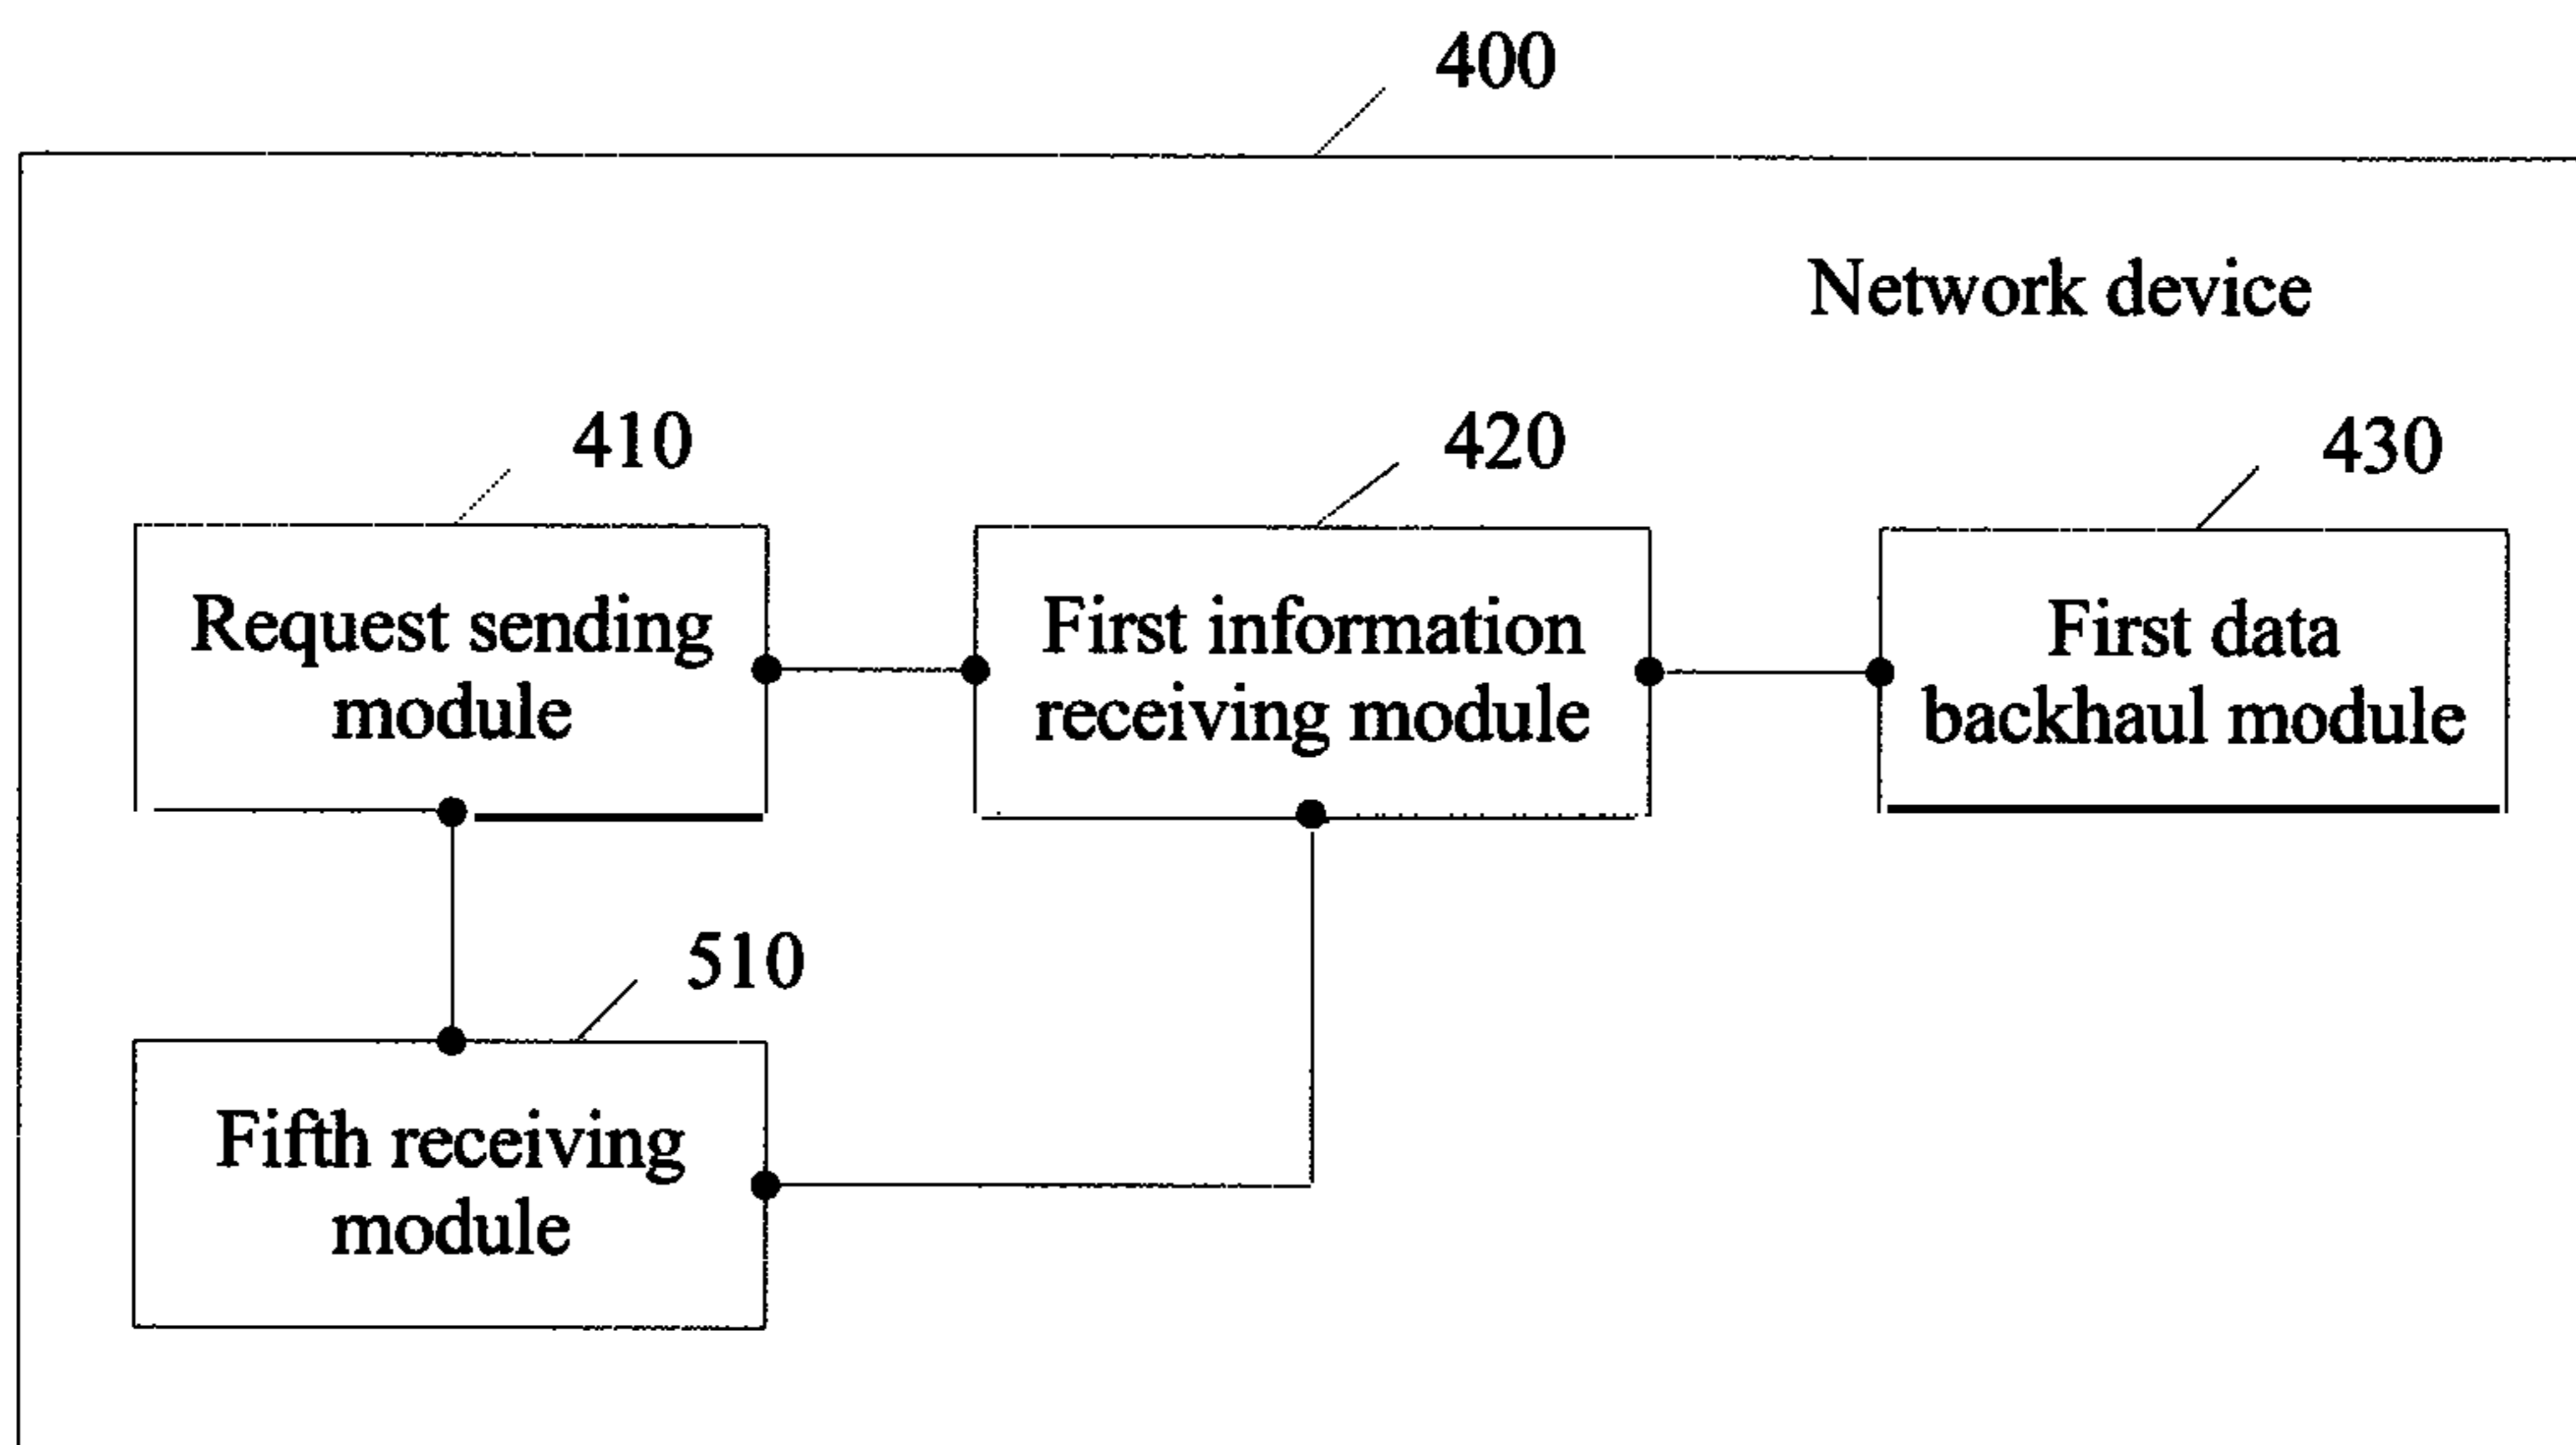 400
Network device
410
420
430
Request sending
module
First information
receiving module
First data
backhaul module
510
Fifth receiving
module